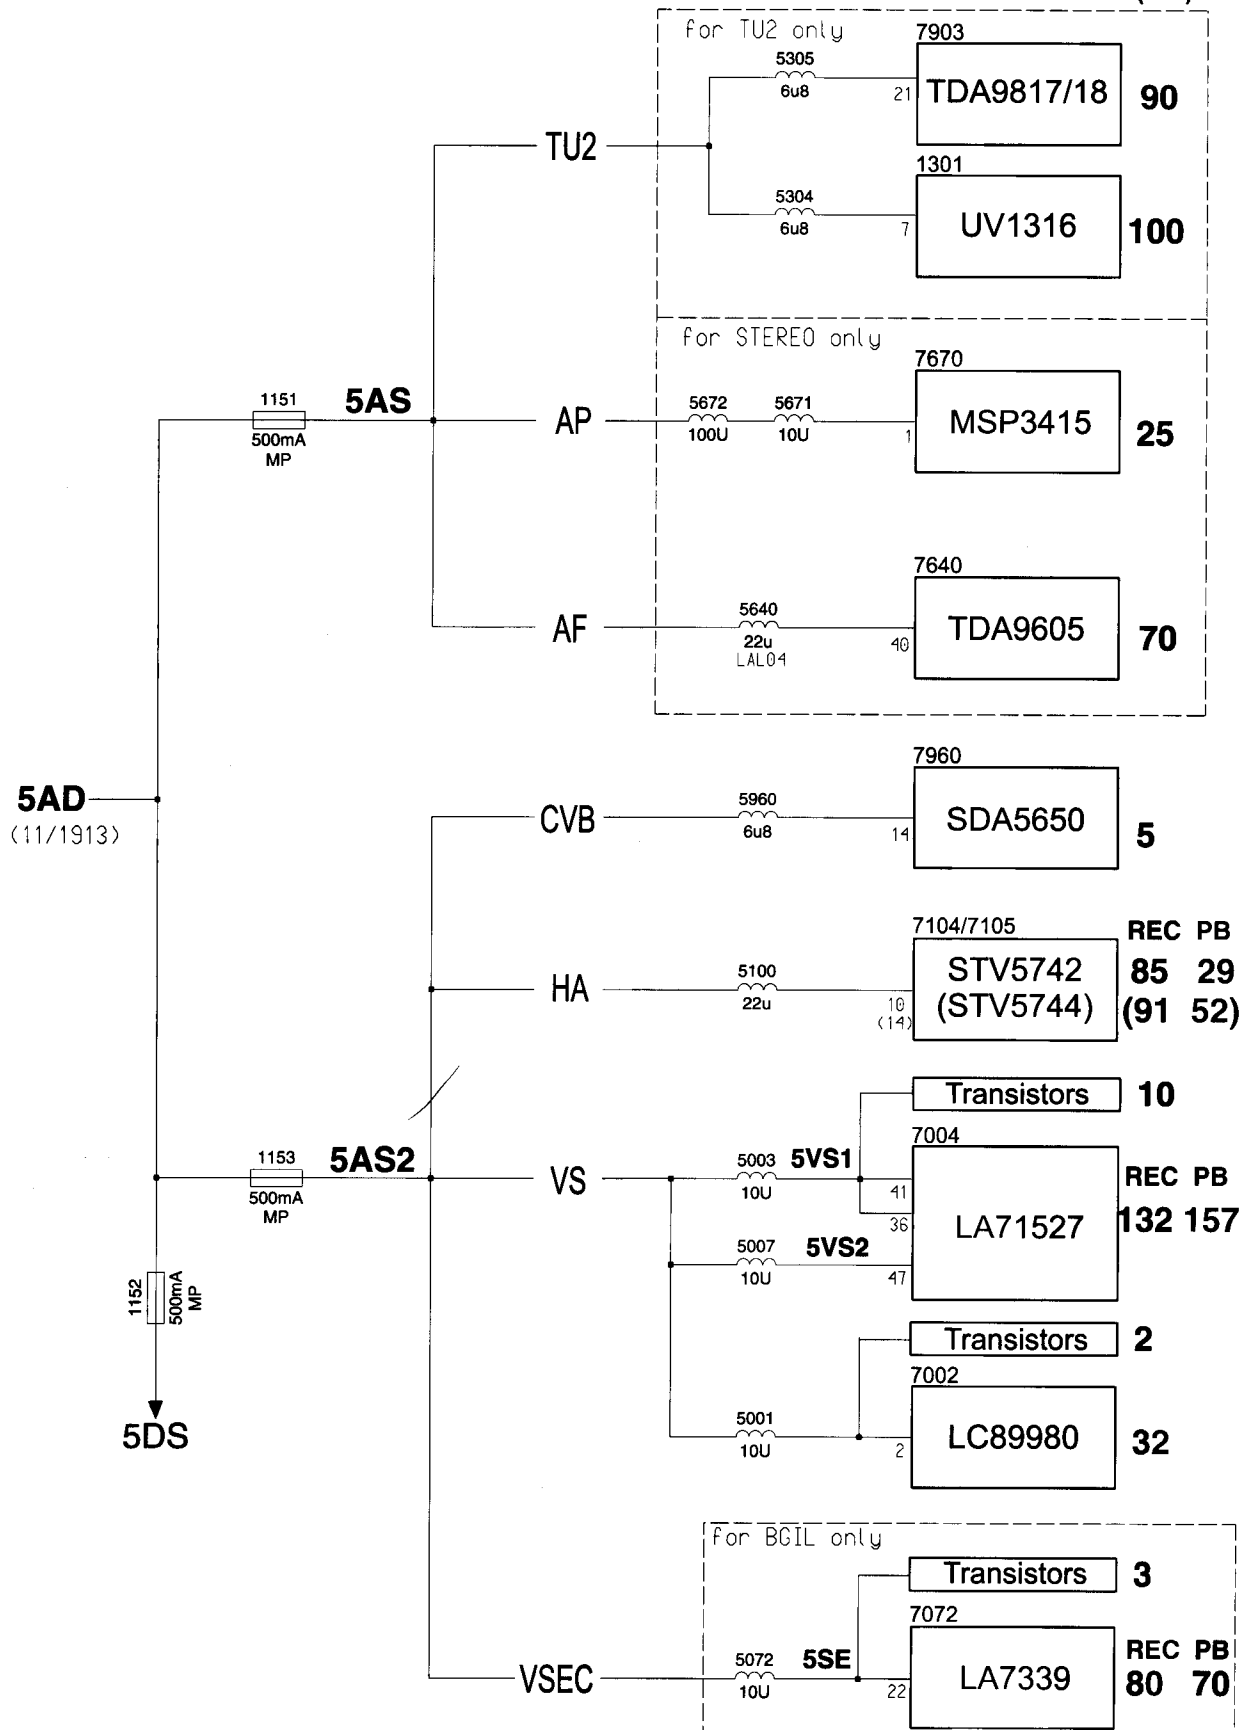 for TU2 only
7903
5305
6u8
21
TDA9817/18
90
TU2
1301
5304
6u8
7
UV1316
100
for STEREO only
7670
1151
500mA
MP
5AS
AP
5672
100U
5671
10U
1
MSP3415
25
7640
AF
5640
22u
LAL04
40
TDA9605
70
7960
5AD
(11/1913)
CVB
5960
6u8
14
SDA5650
5
7104/7105
REC PB
HA
5100
22u
10
(14)
STV5742
(STV5744)
85 29
(91 52)
Transistors
10
7004
1153
500mA
MP
5AS2
VS
5003
10U
5VS1
41
36
LA71527
REC PB
132 157
5007
10U
5VS2
47
1152
500mA
MP
Transistors
2
7002
5DS
5001
10U
2
LC89980
32
for BGIL only
Transistors
3
7072
VSEC
5072
10U
5SE
22
LA7339
REC PB
80 70